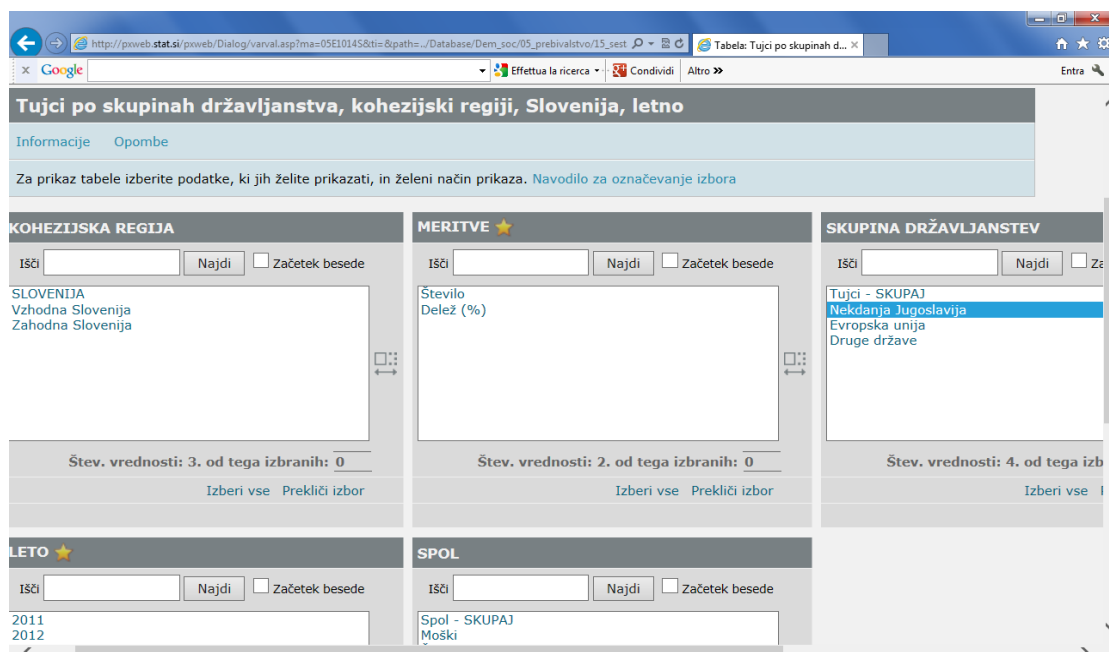 http://pxweb.stat.si/pxweb/Dialog/varval.asp?ma=05E1014S&ti=&path=../Database/Dem_soc/05_prebivalstvo/15_sest
Tabela: Tujci po skupinah d... ×
× Google
Effettua la ricerca
Condividi
Altro »
Entra
Tujci po skupinah državljanstva, kohezijski regiji, Slovenija, letno
Informacije Opombe
Za prikaz tabele izberite podatke, ki jih želite prikazati, in želeni način prikaza. Navodilo za označevanje izbora
KOHEZIJSKA REGIJA
Išči Najdi Začetek besede
SLOVENIJA
Vzhodna Slovenija
Zahodna Slovenija
Štev. vrednosti: 3. od tega izbranih: 0
Izberi vse Prekliči izbor
MERITVE
Išči Najdi Začetek besede
Število
Delež (%)
Štev. vrednosti: 2. od tega izbranih: 0
Izberi vse Prekliči izbor
SKUPINA DRŽAVLJANSTEV
Išči Najdi Za
Tujci - SKUPAJ
Nekdanja Jugoslavija
Evropska unija
Druge države
Štev. vrednosti: 4. od tega izb
Izberi vse
LETO
Išči Najdi Začetek besede
2011
2012
SPOL
Išči Najdi Začetek besede
Spol - SKUPAJ
Moški